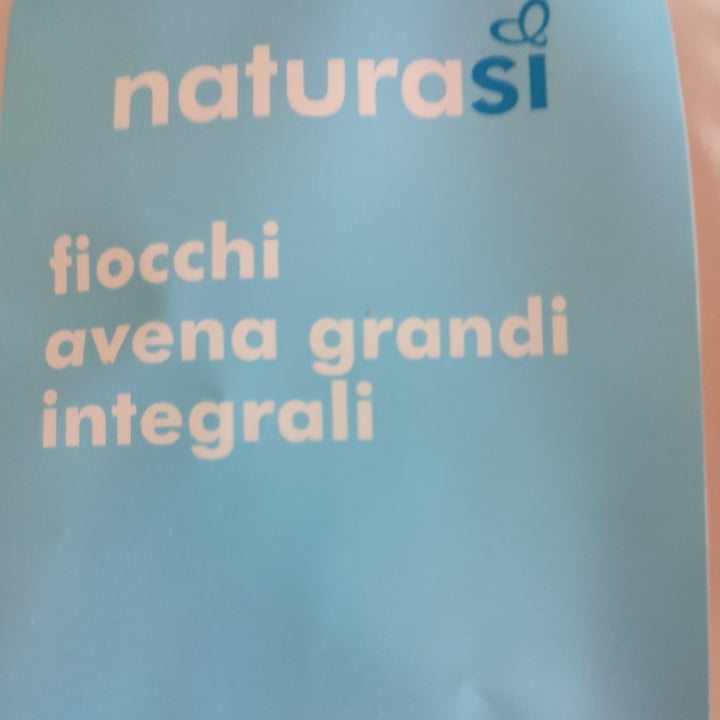 naturasì
fiocchi
avena grandi
integrali